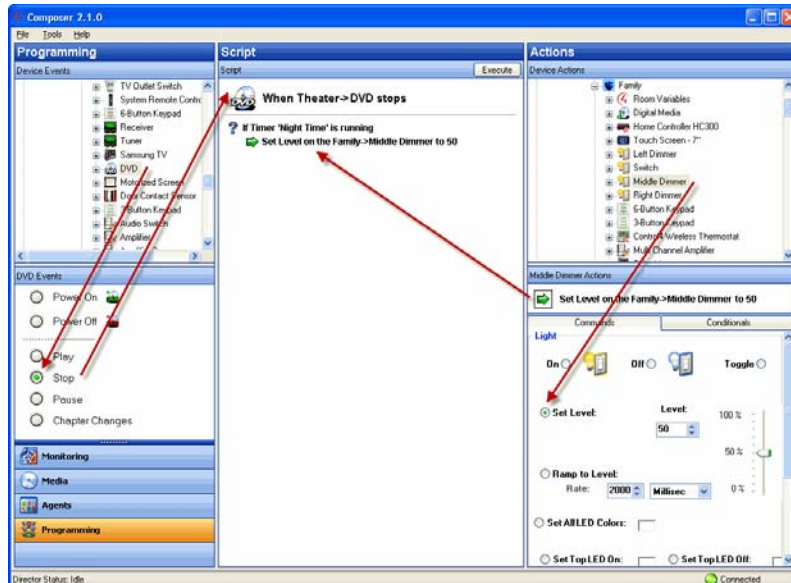 Composer 2.1.0
File Tools Help
Programming
Device Events
TV Outlet Switch
System Remote Contr
6-Button Keypad
Receiver
Tuner
Samsung TV
DVD
Motorized Screen
Door Contact Sensor
3-Button Keypad
Audio Switch
Amplifier
DVD Events
Power On
Power Off
Play
Stop
Pause
Chapter Changes
Monitoring
Media
Agents
Programming
Script
Script
Execute
When Theater->DVD stops
? If Timer 'Night Time' is running
Set Level on the Family->Middle Dimmer to 50
Actions
Device Actions
Family
Room Variables
Digital Media
Home Controller HC300
Touch Screen - 7"
Left Dimmer
Switch
Middle Dimmer
Right Dimmer
6-Button Keypad
3-Button Keypad
Control4 Wireless Thermostat
Multi Channel Amplifier
Middle Dimmer Actions
Set Level on the Family->Middle Dimmer to 50
Commands Conditionals
Light
On Off Toggle
Set Level: Level: 100 %
50
50 %
Ramp to Level:
Rate: 2000 Millisec 0 %
Set All LED Colors:
Set Top LED On: Set Top LED Off:
Director Status: Idle
Connected